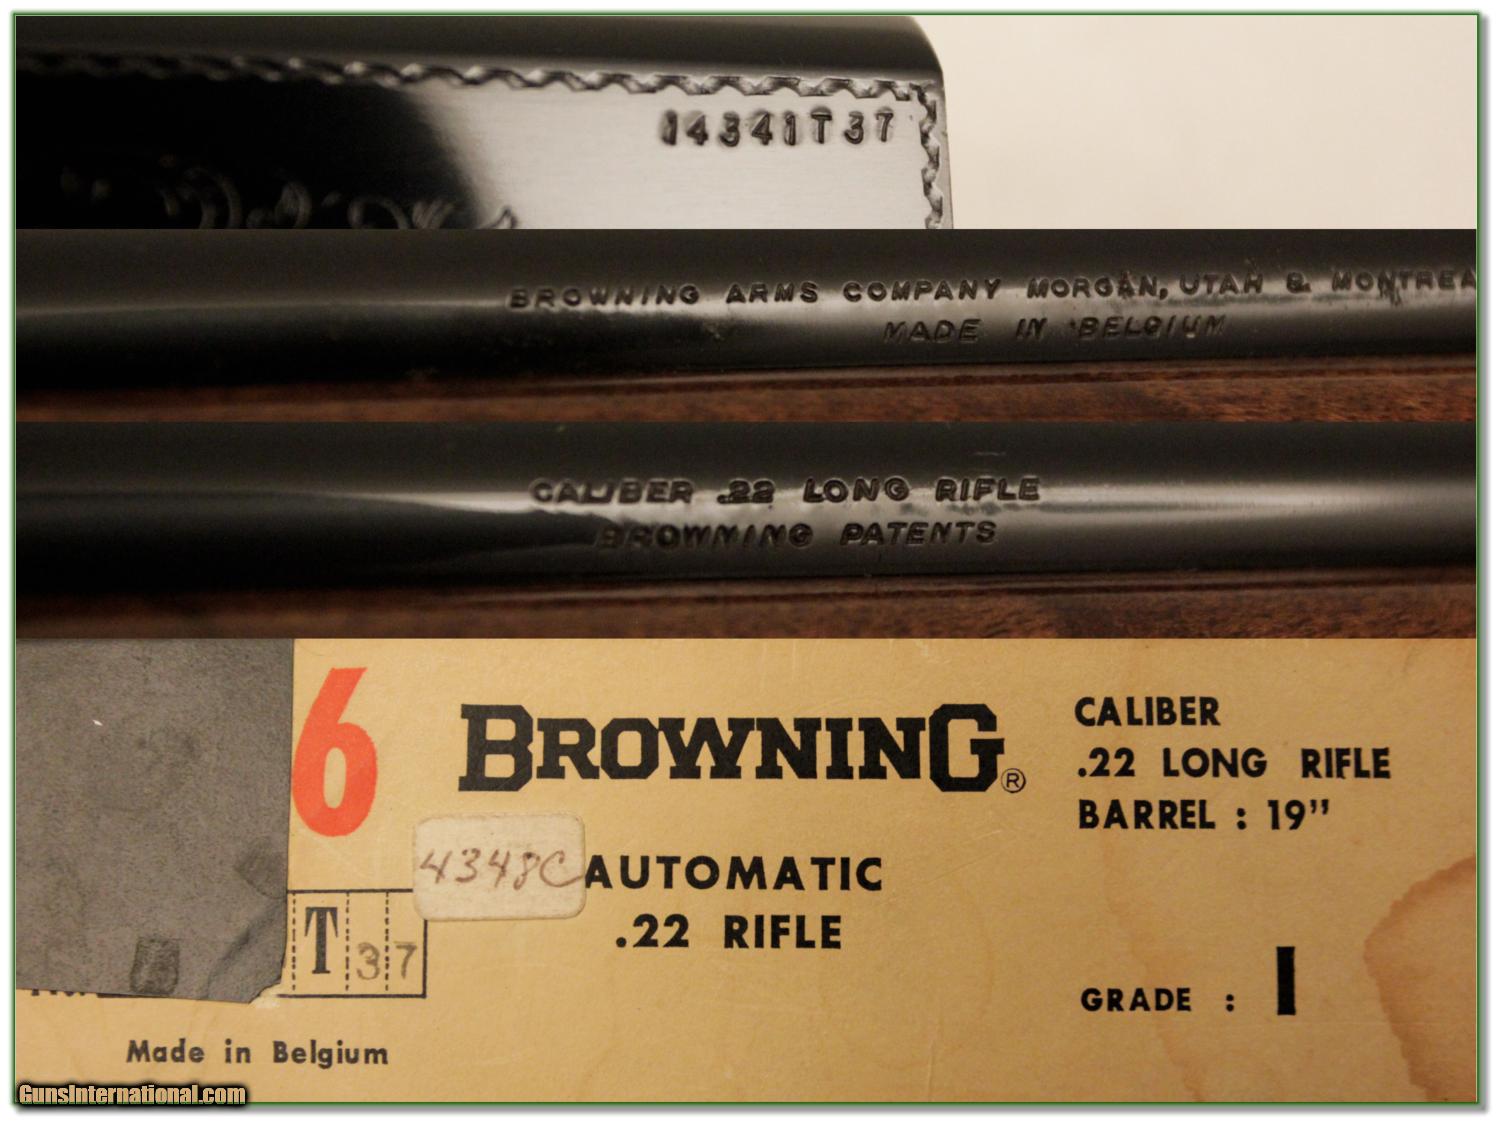 14341T37
BROWNING ARMS COMPANY MORGAN, UTAH & MONTREA
MADE IN BELGIUM
CALIBER .22 LONG RIFLE
BROWNING PATENTS
6
BROWNING®
CALIBER
.22 LONG RIFLE
BARREL : 19”
4348C
AUTOMATIC
.22 RIFLE
T 37
GRADE : I
Made in Belgium
GunsInternational.com